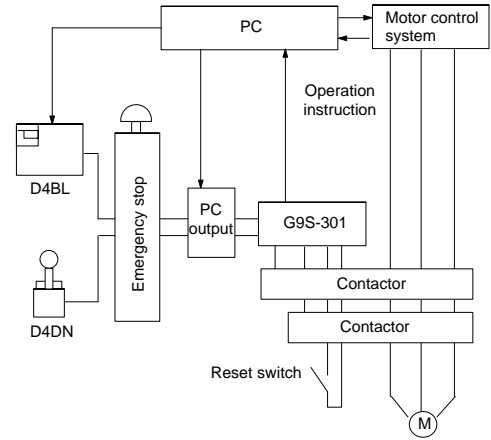 PC
Motor control
system
Operation
instruction
D4BL
Emergency stop
PC
output
G9S-301
D4DN
Contactor
Contactor
Reset switch
M